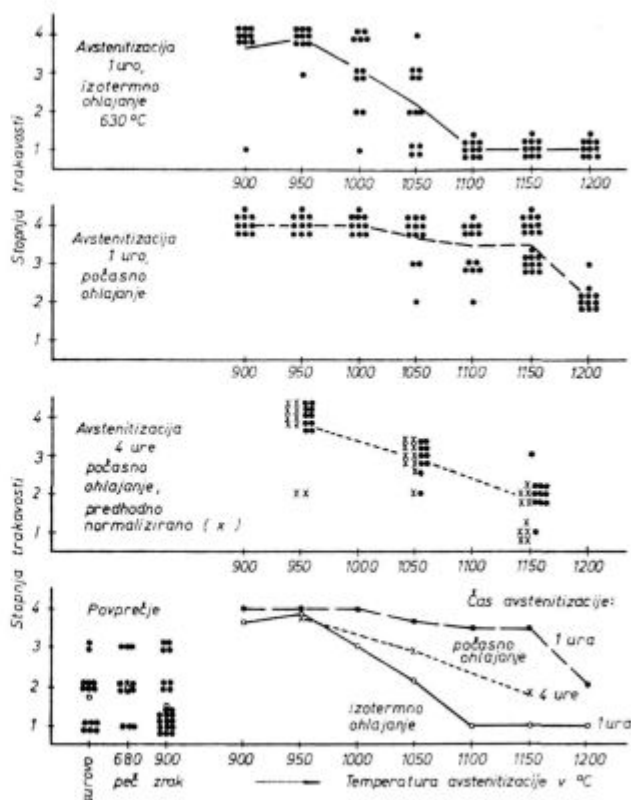 4
3
2
1
Avstenitizacija
1 uro,
izotermno
ohlajanje
630 °C
900 950 1000 1050 1100 1150 1200
Stopnja trakavosti
4
3
2
1
Avstenitizacija
1 uro,
počasno
ohlajanje
900 950 1000 1050 1100 1150 1200
4
3
2
1
Avstenitizacija
4 ure
počasno
ohlajanje,
predhodno
normalizirano (x)
900 950 1000 1050 1100 1150 1200
Stopnja trakavosti
4
3
2
1
Povprečje
Čas avstenitizacije:
počasno
ohlajanje
1 ura
4 ure
izotermno
ohlajanje
1 ura
surovo
680 peč
900 zrak
900 950 1000 1050 1100 1150 1200
Temperatura avstenitizacije v °C